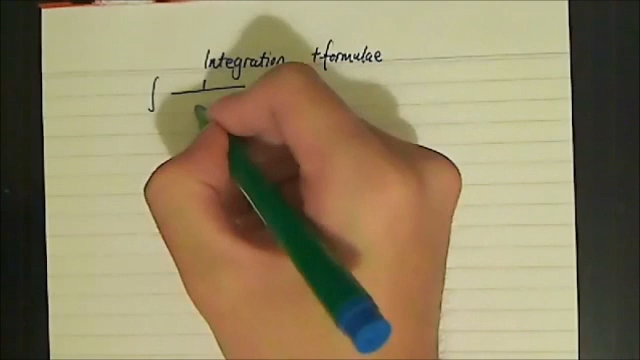 Integration t-formulae
∫ 1